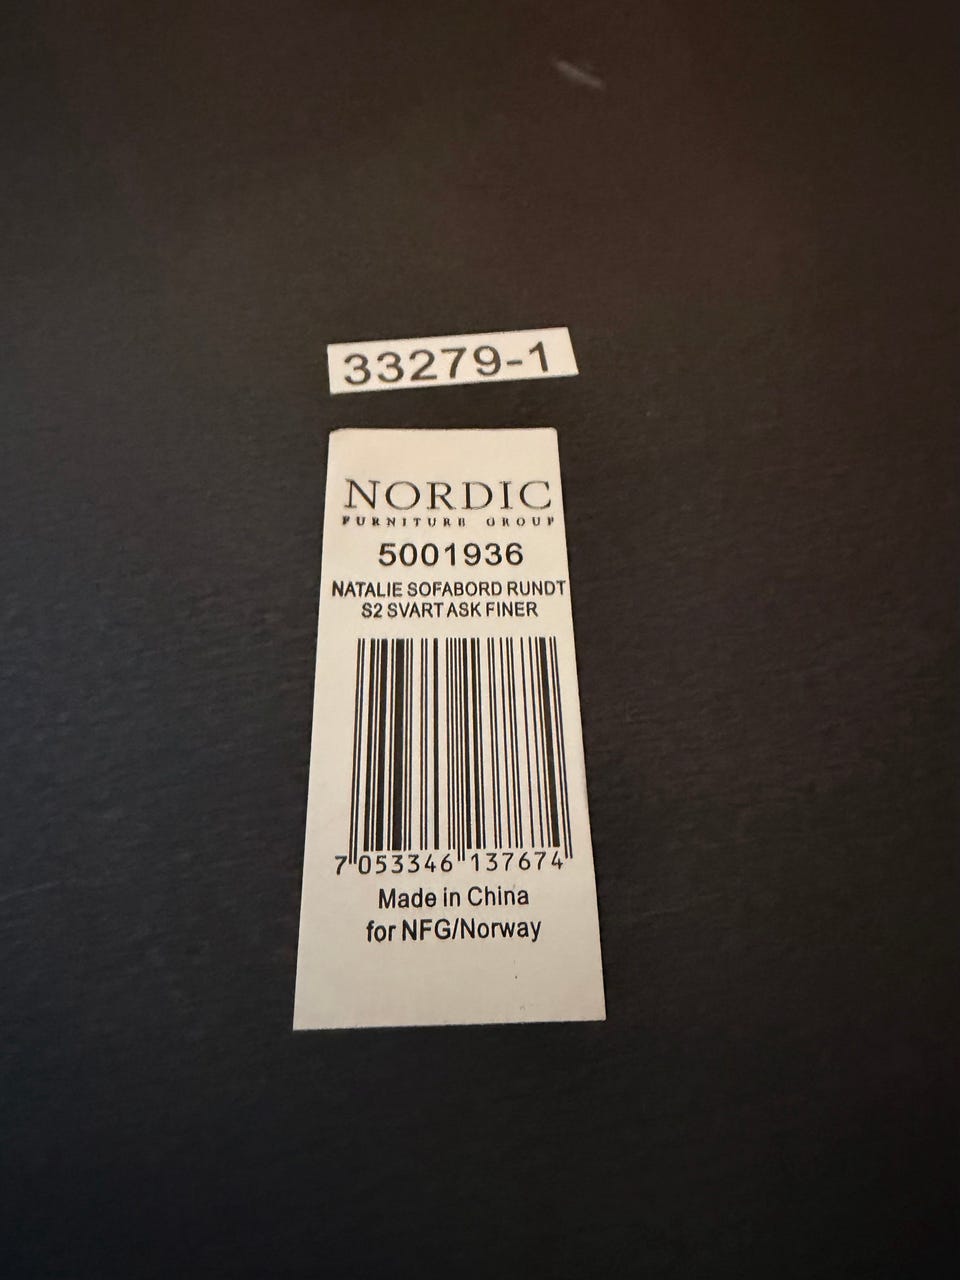 33279-1
NORDIC
FURNITURE GROUP
5001936
NATALIE SOFABORD RUNDT
S2 SVART ASK FINER
7 053346 137674
Made in China
for NFG/Norway